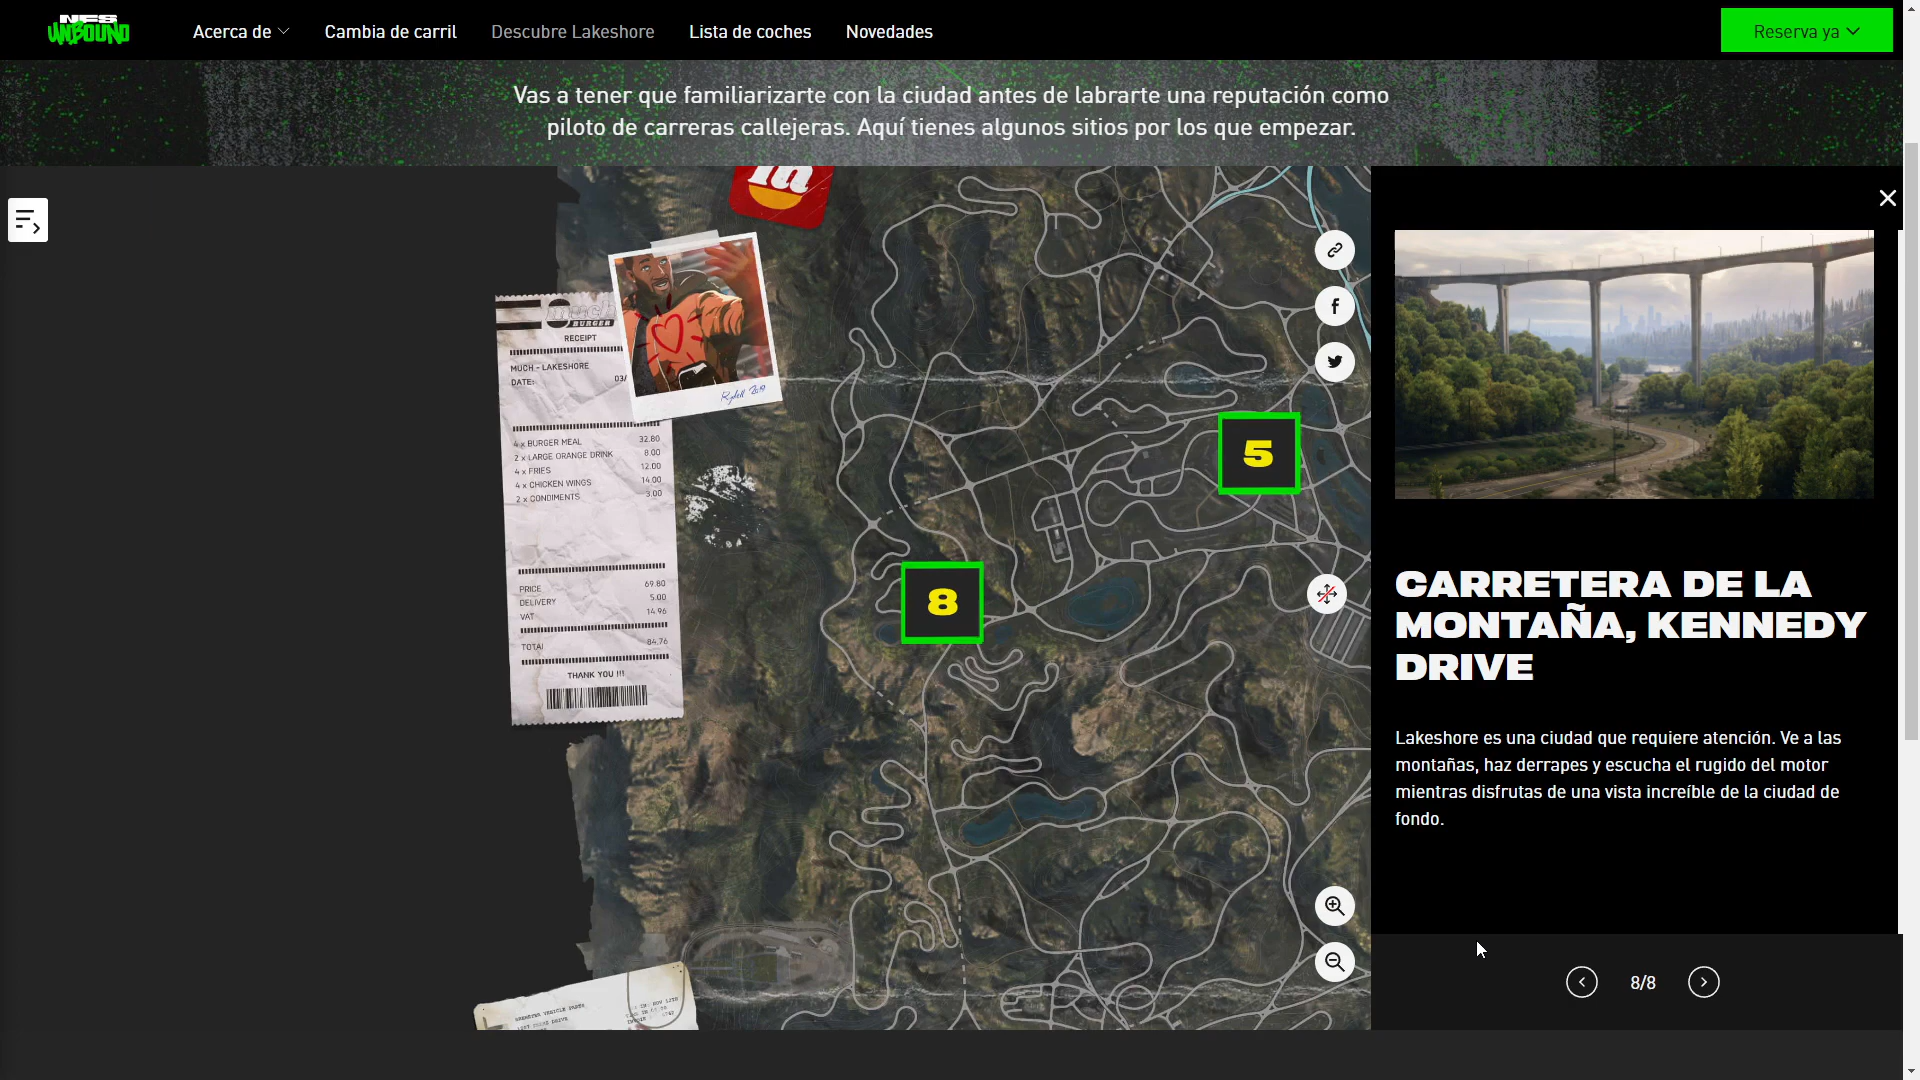 NFS
UNBOUND
Acerca de
Cambia de carril
Descubre Lakeshore
Lista de coches
Novedades
Reserva ya
Vas a tener que familiarizarte con la ciudad antes de labrarte una reputación como
piloto de carreras callejeras. Aquí tienes algunos sitios por los que empezar.
much
BURGER
RECEIPT
MUCH - LAKESHORE
DATE: 03/
4 x BURGER MEAL 32.80
2 x LARGE ORANGE DRINK 8.00
4 x FRIES 12.00
4 x CHICKEN WINGS 14.00
2 x CONDIMENTS 3.00
PRICE 69.80
DELIVERY 5.00
VAT 14.96
TOTAL 84.76
THANK YOU !!!
Rydell 2019
5
8
CARRETERA DE LA
MONTAÑA, KENNEDY
DRIVE
Lakeshore es una ciudad que requiere atención. Ve a las
montañas, haz derrapes y escucha el rugido del motor
mientras disfrutas de una vista increíble de la ciudad de
fondo.
8/8